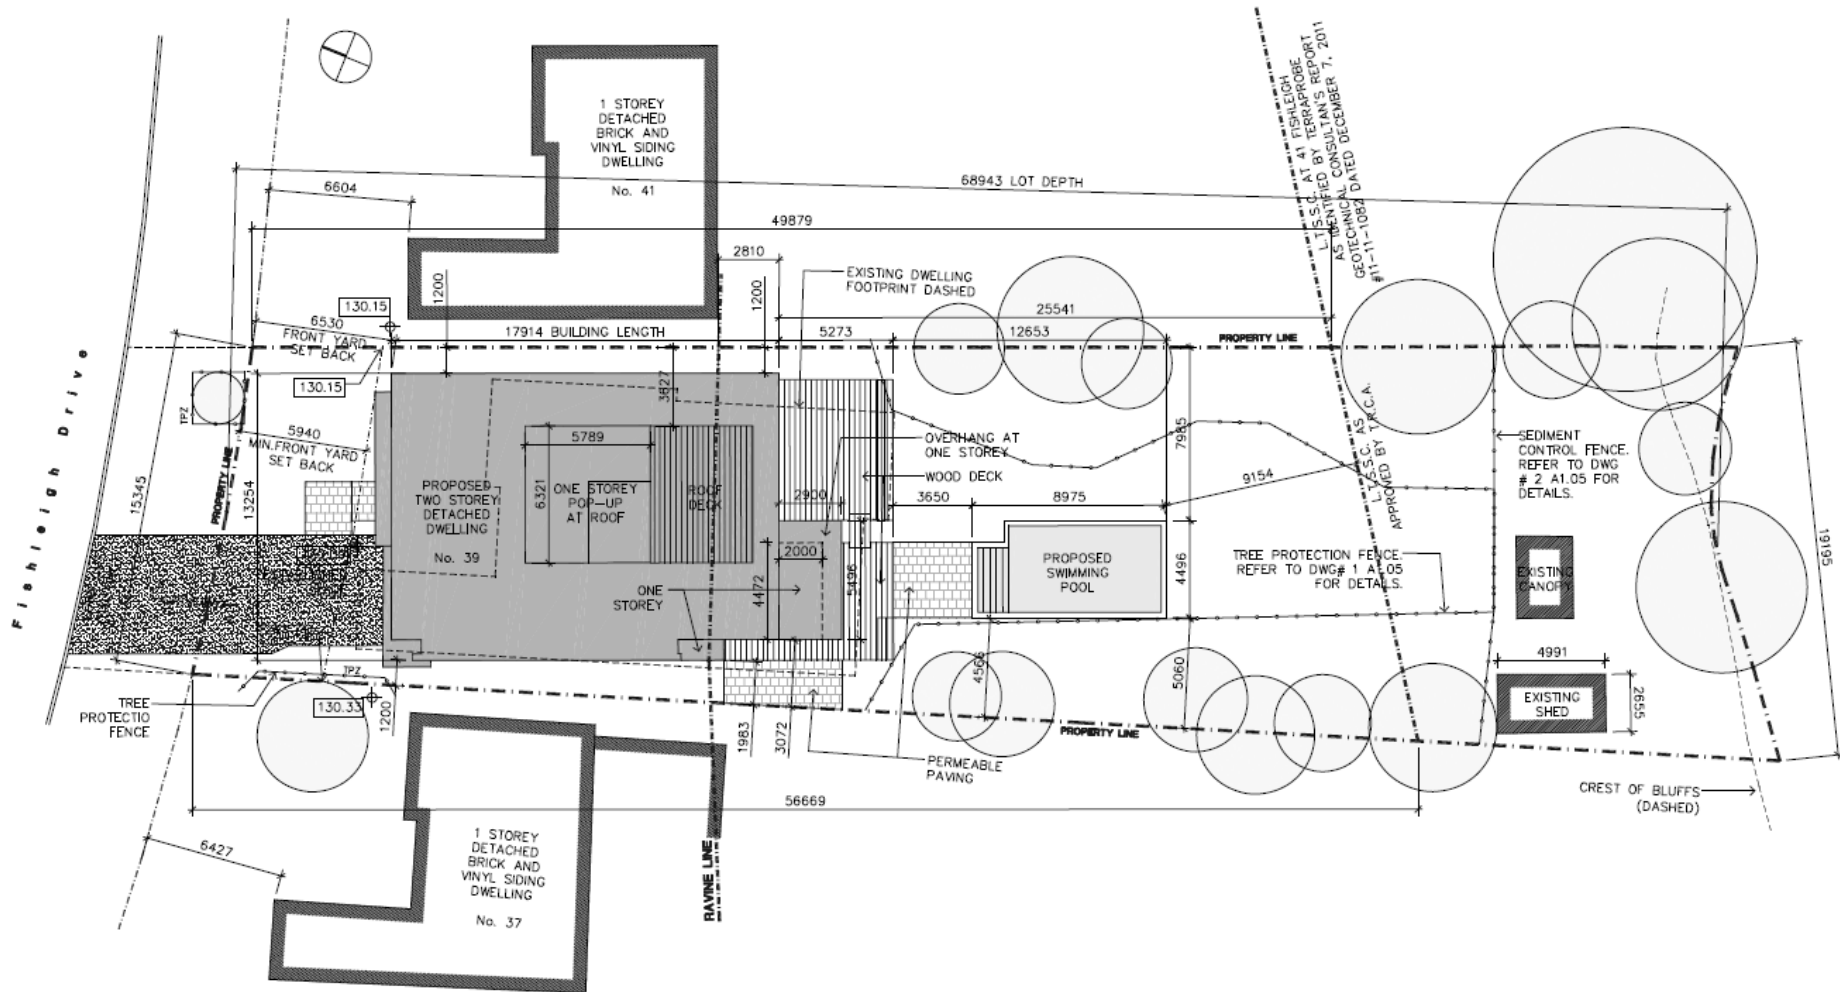 Fishleigh Drive
1 STOREY
DETACHED
BRICK AND
VINYL SIDING
DWELLING
No. 41
6604
68943 LOT DEPTH
49879
L.T.S.S.C. AT 41 FISHLEIGH
AS IDENTIFIED BY TERRAPROBE
GEOTECHNICAL CONSULTAN'S REPORT
#11-11-1082 DATED DECEMBER 7, 2011
2810
1200
1200
EXISTING DWELLING
FOOTPRINT DASHED
25541
130.15
6530
FRONT YARD
SET BACK
17914 BUILDING LENGTH
5273
12653
PROPERTY LINE
130.15
TPZ
3827
5940
MIN.FRONT YARD
SET BACK
PROPERTY LINE
15345
13254
5789
6321
PROPOSED
TWO STOREY
DETACHED
DWELLING
No. 39
ONE STOREY
POP-UP
AT ROOF
ROOF
DECK
OVERHANG AT
ONE STOREY
WOOD DECK
2900
3650
8975
7985
9154
L.T.S.S.C. AS
APPROVED BY T.R.C.A.
SEDIMENT
CONTROL FENCE.
REFER TO DWG
# 2 A1.05 FOR
DETAILS.
2000
4472
5496
ONE
STOREY
PROPOSED
SWIMMING
POOL
4496
TREE PROTECTION FENCE.
REFER TO DWG# 1 A1.05
FOR DETAILS.
EXISTING
CANOPY
19195
TPZ
TREE
PROTECTIO
FENCE
130.33
1200
1983
3072
4566
5060
4991
2655
EXISTING
SHED
PROPERTY LINE
PERMEABLE
PAVING
CREST OF BLUFFS
(DASHED)
56669
6427
1 STOREY
DETACHED
BRICK AND
VINYL SIDING
DWELLING
No. 37
RAVINE LINE